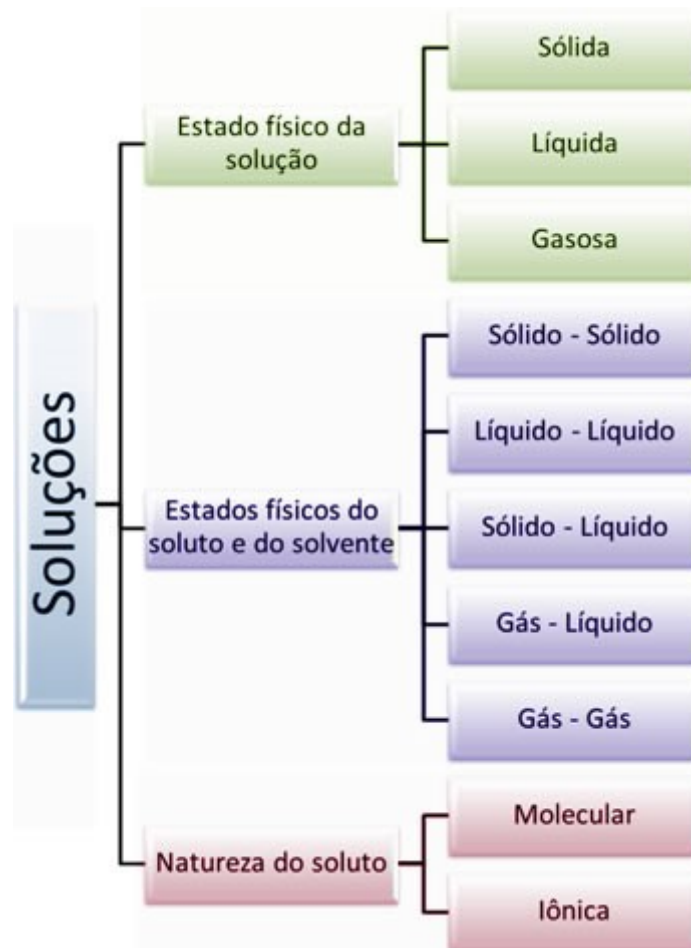 Soluções
Estado físico da
solução
Sólida
Líquida
Gasosa
Estados físicos do
soluto e do solvente
Sólido - Sólido
Líquido - Líquido
Sólido - Líquido
Gás - Líquido
Gás - Gás
Natureza do soluto
Molecular
Iônica